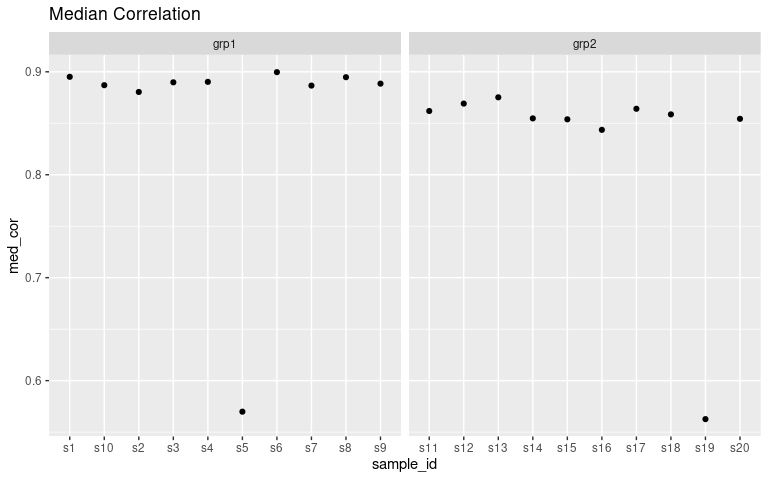 Median Correlation
grp1 grp2
0.9
0.8
0.7
0.6
med_cor
s1 s10 s2 s3 s4 s5 s6 s7 s8 s9 s11 s12 s13 s14 s15 s16 s17 s18 s19 s20
sample_id